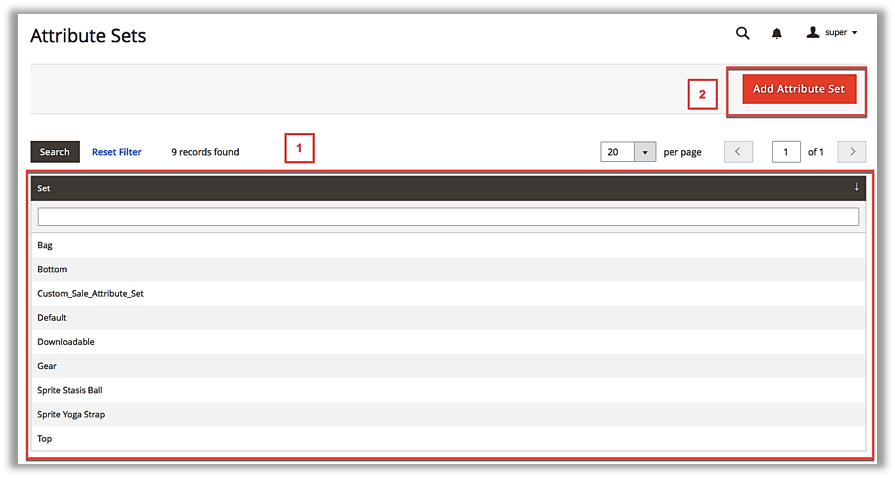 Attribute Sets
super
2
Add Attribute Set
Search Reset Filter 9 records found 1 20 per page 1 of 1
Set
Bag
Bottom
Custom_Sale_Attribute_Set
Default
Downloadable
Gear
Sprite Stasis Ball
Sprite Yoga Strap
Top